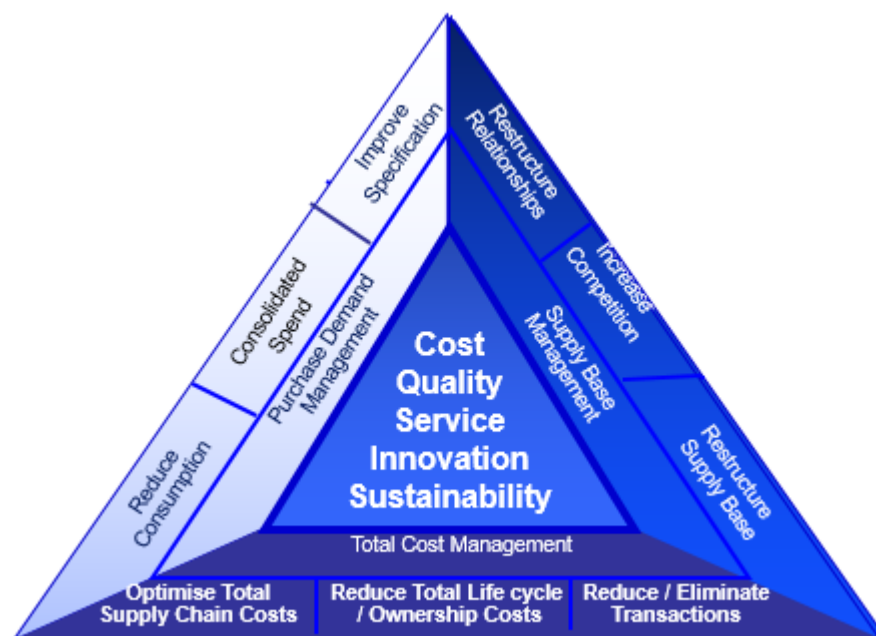 Improve
Specification
Consolidated
Spend
Reduce
Consumption
Purchase Demand
Management
Restructure
Relationships
Increase
Competition
Restructure
Supply Base
Supply Base
Management
Cost
Quality
Service
Innovation
Sustainability
Total Cost Management
Optimise Total
Supply Chain Costs
Reduce Total Life cycle
/ Ownership Costs
Reduce / Eliminate
Transactions